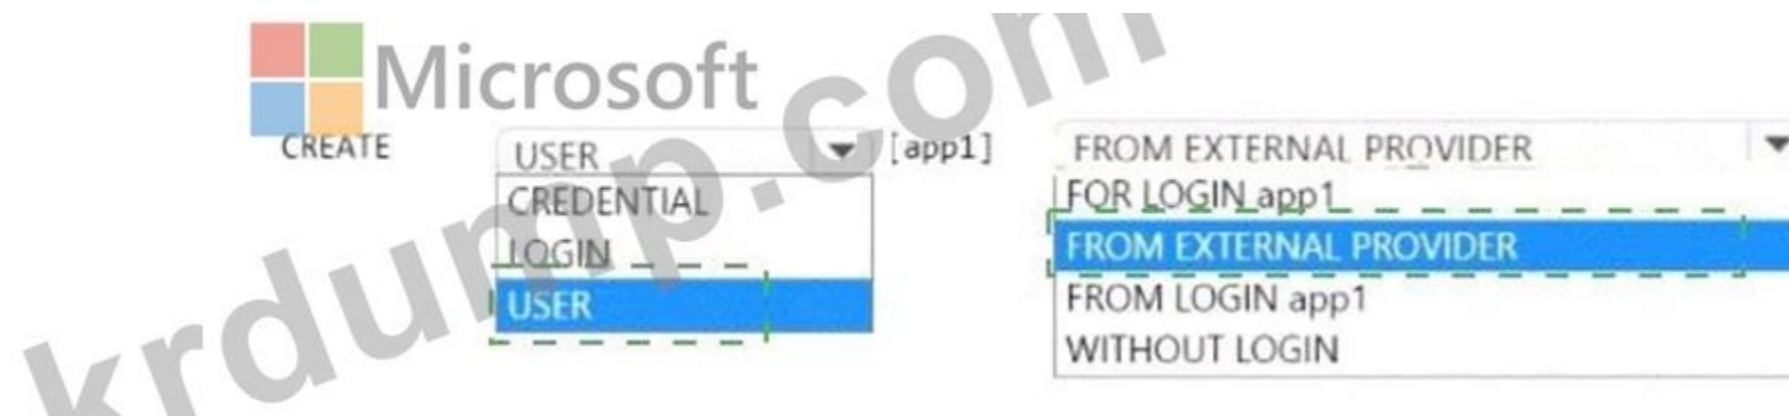 Microsoft
krdump.com
CREATE USER [app1] FROM EXTERNAL PROVIDER
CREDENTIAL
LOGIN
USER
FOR LOGIN app1
FROM EXTERNAL PROVIDER
FROM LOGIN app1
WITHOUT LOGIN